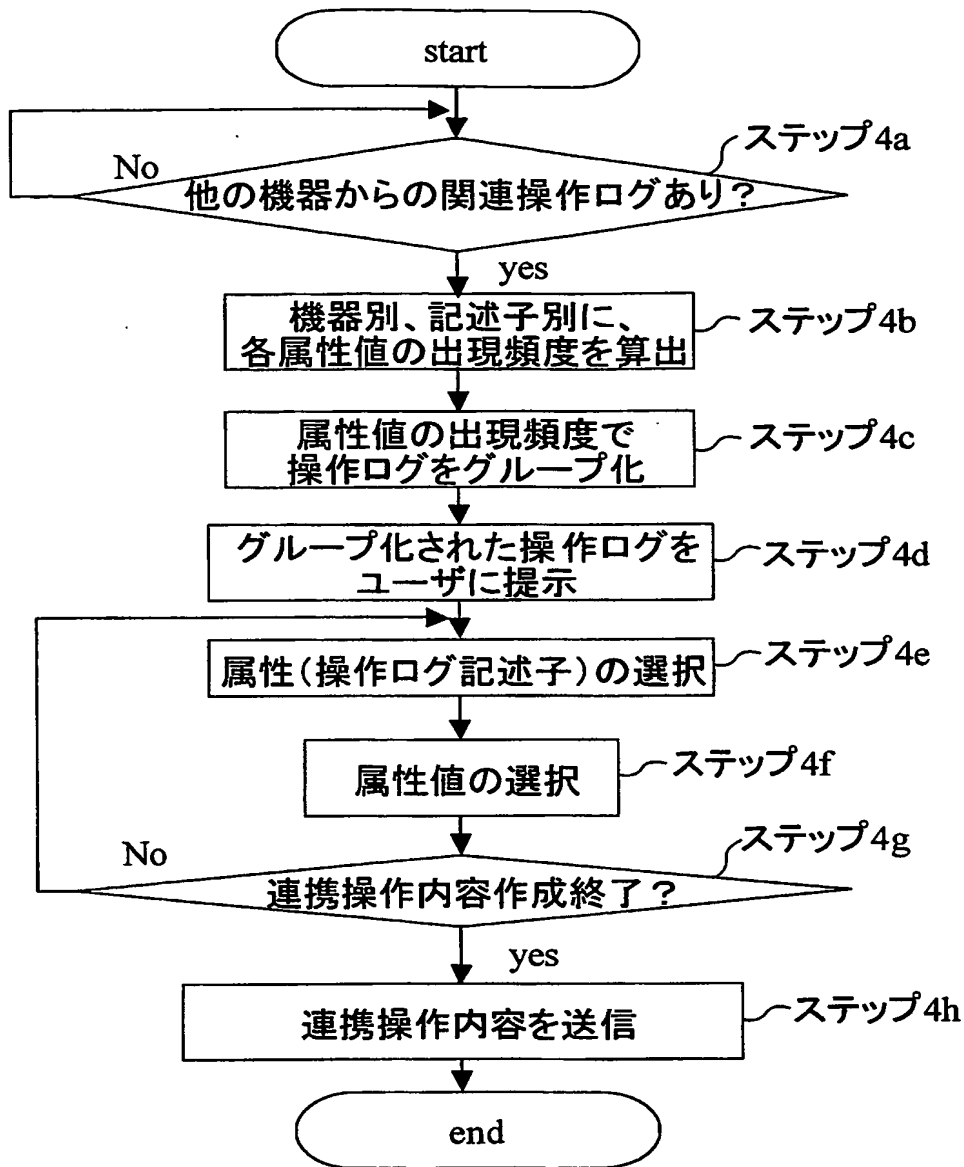 start
ステップ4a
No
他の機器からの関連操作ログあり?
yes
機器別、記述子別に、
各属性値の出現頻度を算出
ステップ4b
属性値の出現頻度で
操作ログをグループ化
ステップ4c
グループ化された操作ログを
ユーザに提示
ステップ4d
属性(操作ログ記述子)の選択
ステップ4e
属性値の選択
ステップ4f
ステップ4g
No
連携操作内容作成終了?
yes
連携操作内容を送信
ステップ4h
end